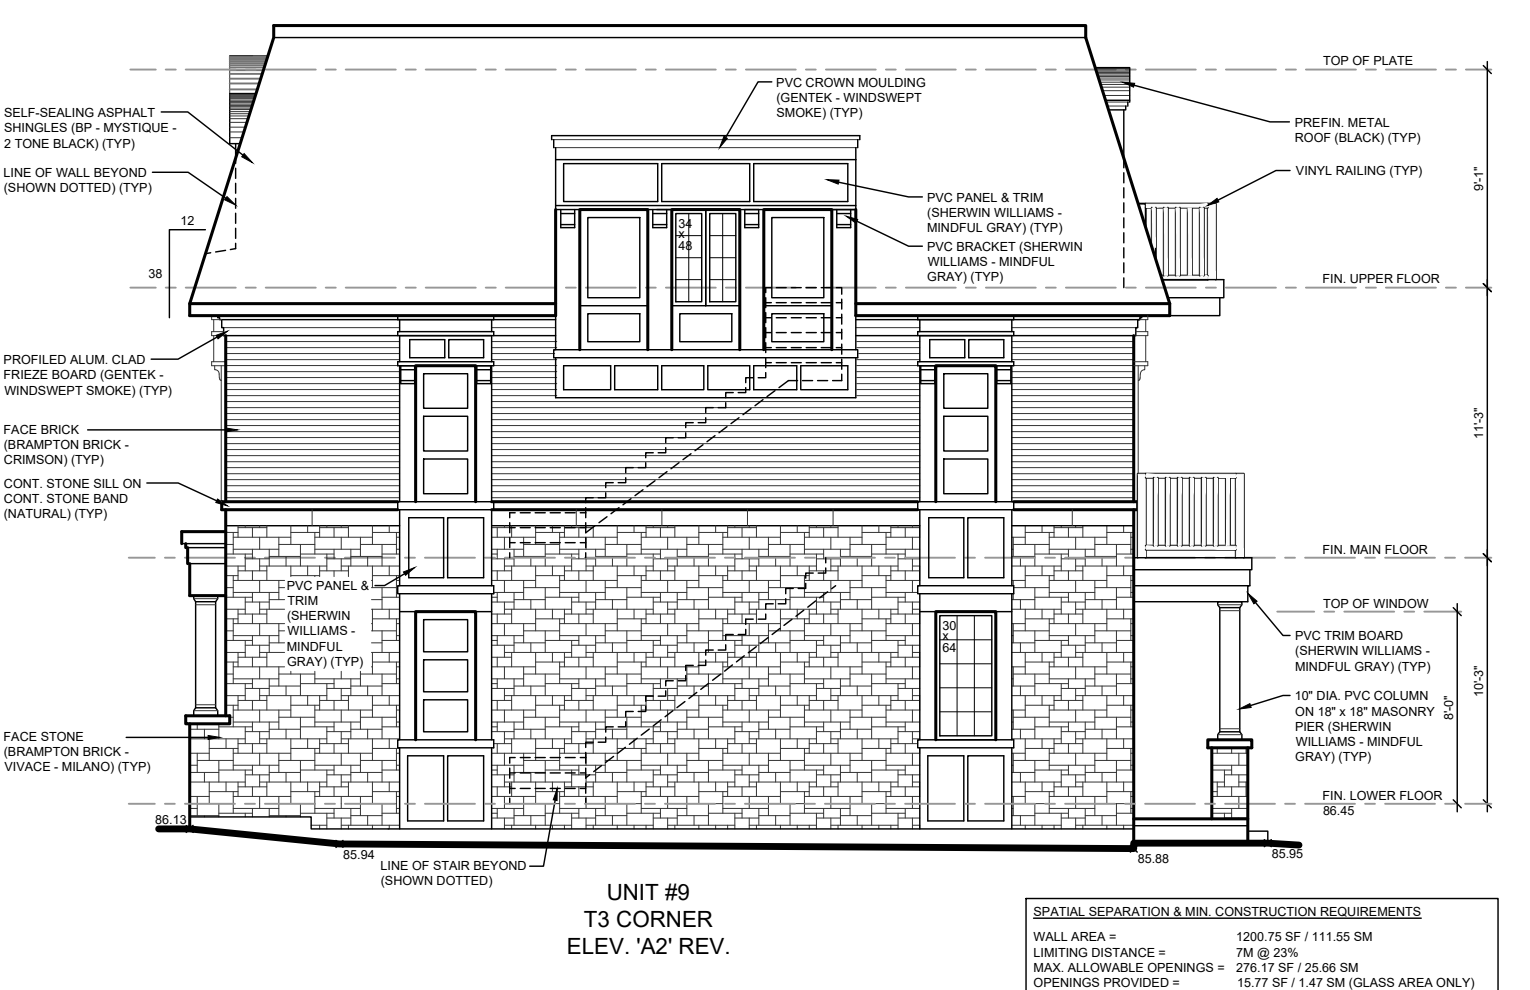 TOP OF PLATE
PVC CROWN MOULDING
(GENTEK - WINDSWEPT
SMOKE) (TYP)
SELF-SEALING ASPHALT
SHINGLES (BP - MYSTIQUE -
2 TONE BLACK) (TYP)
PREFIN. METAL
ROOF (BLACK) (TYP)
LINE OF WALL BEYOND
(SHOWN DOTTED) (TYP)
VINYL RAILING (TYP)
9'-1"
PVC PANEL & TRIM
(SHERWIN WILLIAMS -
MINDFUL GRAY) (TYP)
12
38
34
x
48
PVC BRACKET (SHERWIN
WILLIAMS - MINDFUL
GRAY) (TYP)
FIN. UPPER FLOOR
PROFILED ALUM. CLAD
FRIEZE BOARD (GENTEK -
WINDSWEPT SMOKE) (TYP)
11'-3"
FACE BRICK
(BRAMPTON BRICK -
CRIMSON) (TYP)
CONT. STONE SILL ON
CONT. STONE BAND
(NATURAL) (TYP)
FIN. MAIN FLOOR
PVC PANEL &
TRIM
(SHERWIN
WILLIAMS -
MINDFUL
GRAY) (TYP)
TOP OF WINDOW
30
x
64
PVC TRIM BOARD
(SHERWIN WILLIAMS -
MINDFUL GRAY) (TYP)
10'-3"
8'-0"
10" DIA. PVC COLUMN
ON 18" x 18" MASONRY
PIER (SHERWIN
WILLIAMS - MINDFUL
GRAY) (TYP)
FACE STONE
(BRAMPTON BRICK -
VIVACE - MILANO) (TYP)
FIN. LOWER FLOOR
86.45
86.13
85.94
85.88
85.95
LINE OF STAIR BEYOND
(SHOWN DOTTED)
UNIT #9
T3 CORNER
ELEV. 'A2' REV.
SPATIAL SEPARATION & MIN. CONSTRUCTION REQUIREMENTS
WALL AREA = 1200.75 SF / 111.55 SM
LIMITING DISTANCE = 7M @ 23%
MAX. ALLOWABLE OPENINGS = 276.17 SF / 25.66 SM
OPENINGS PROVIDED = 15.77 SF / 1.47 SM (GLASS AREA ONLY)